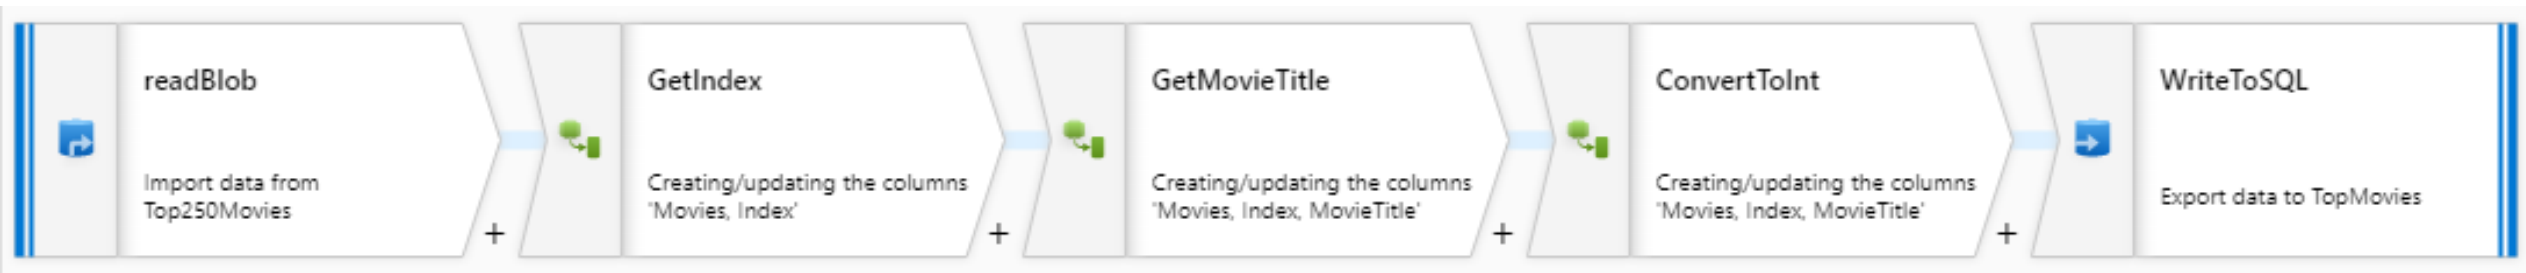 readBlob
Import data from
Top250Movies
+
GetIndex
Creating/updating the columns
'Movies, Index'
+
GetMovieTitle
Creating/updating the columns
'Movies, Index, MovieTitle'
+
ConvertToInt
Creating/updating the columns
'Movies, Index, MovieTitle'
+
WriteToSQL
Export data to TopMovies